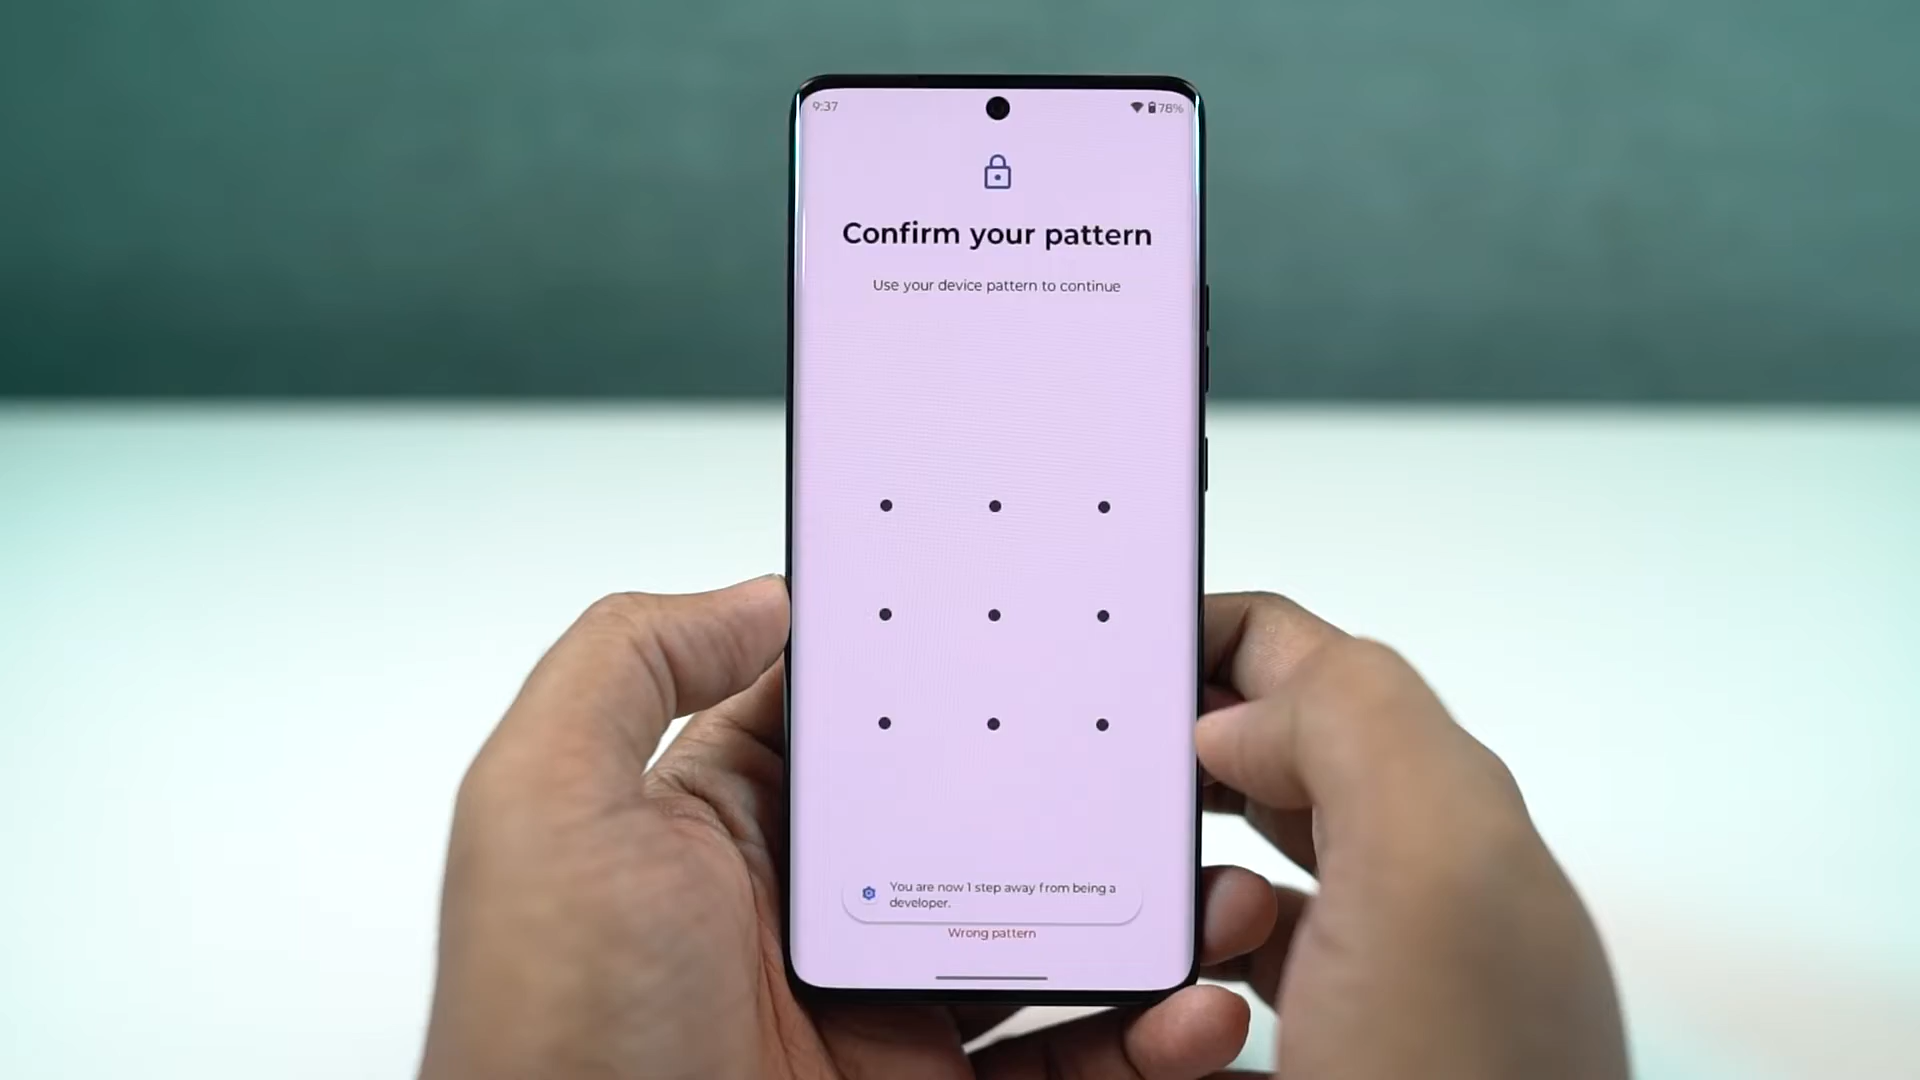 9:37
78%
Confirm your pattern
Use your device pattern to continue
You are now 1 step away from being a
developer.
Wrong pattern